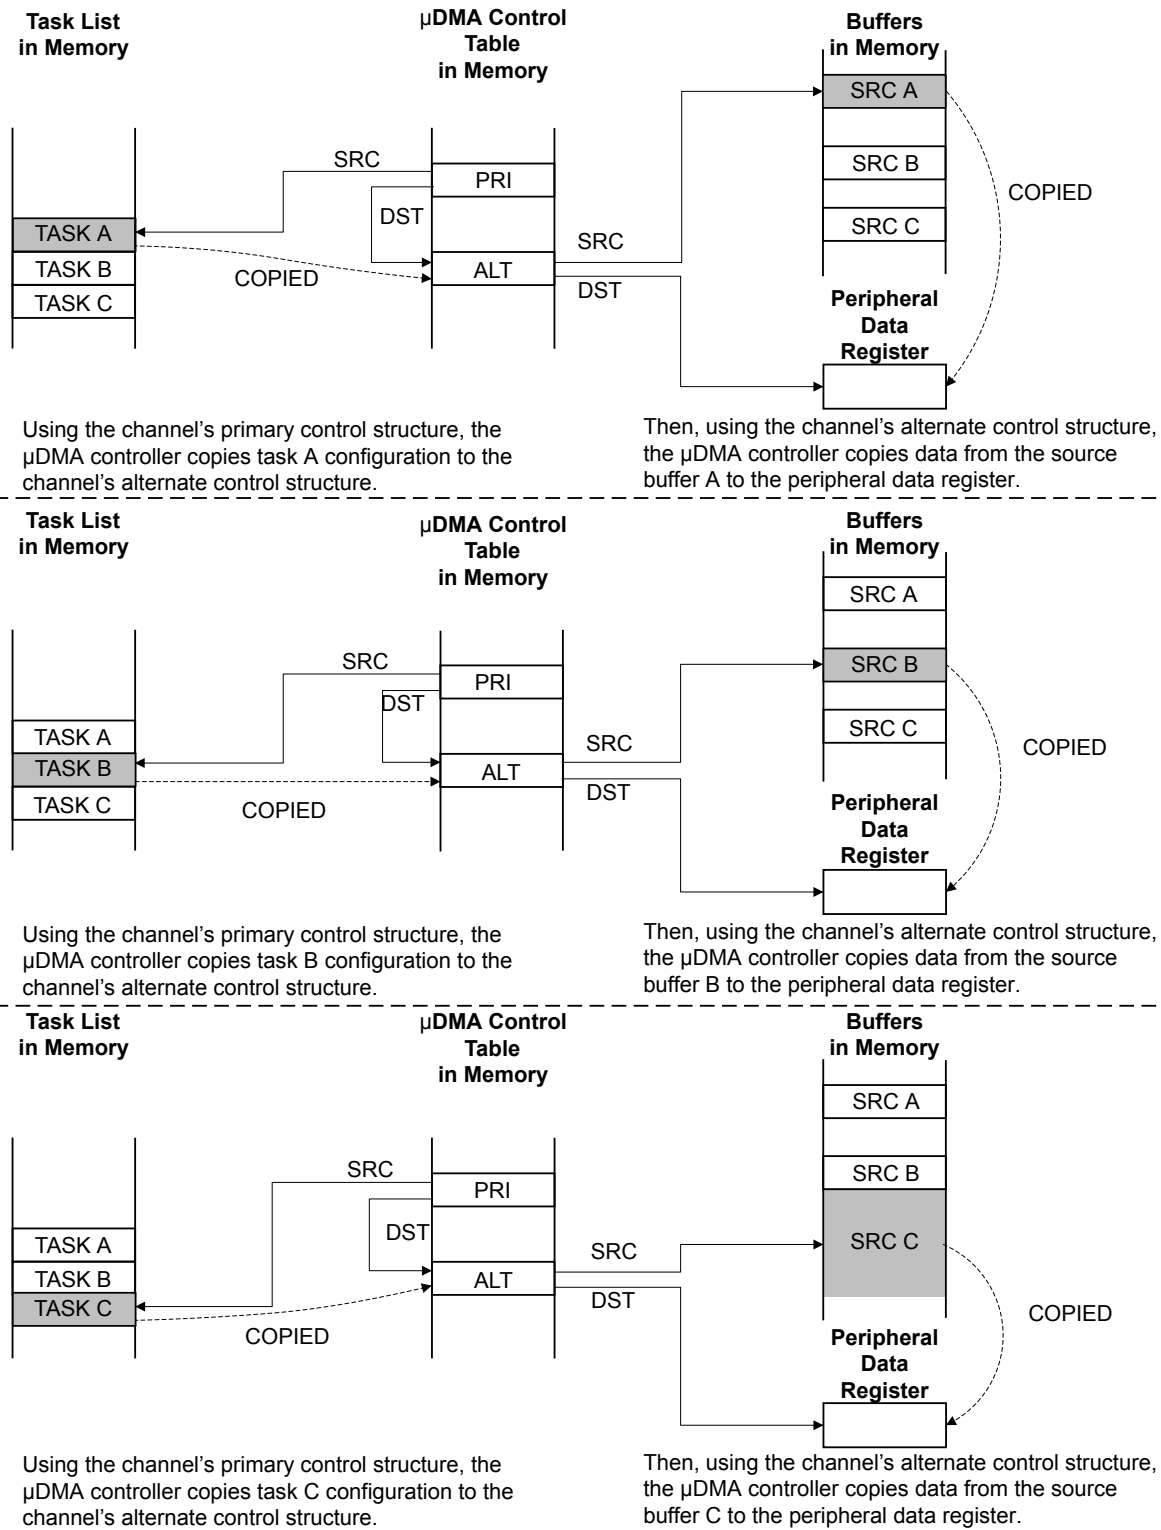 Task List
in Memory
µDMA Control
Table
in Memory
Buffers
in Memory
SRC A
SRC
PRI
SRC B
COPIED
DST
SRC C
TASK A
SRC
TASK B
COPIED
ALT
DST
TASK C
Peripheral
Data
Register
Using the channel's primary control structure, the
µDMA controller copies task A configuration to the
channel's alternate control structure.
Then, using the channel's alternate control structure,
the µDMA controller copies data from the source
buffer A to the peripheral data register.
Task List
in Memory
µDMA Control
Table
in Memory
Buffers
in Memory
SRC A
SRC
PRI
SRC B
DST
SRC C
TASK A
SRC
COPIED
TASK B
ALT
DST
TASK C
COPIED
Peripheral
Data
Register
Using the channel's primary control structure, the
µDMA controller copies task B configuration to the
channel's alternate control structure.
Then, using the channel's alternate control structure,
the µDMA controller copies data from the source
buffer B to the peripheral data register.
Task List
in Memory
µDMA Control
Table
in Memory
Buffers
in Memory
SRC A
SRC
PRI
SRC B
DST
SRC C
TASK A
SRC
TASK B
ALT
DST
TASK C
COPIED
COPIED
Peripheral
Data
Register
Using the channel's primary control structure, the
µDMA controller copies task C configuration to the
channel's alternate control structure.
Then, using the channel's alternate control structure,
the µDMA controller copies data from the source
buffer C to the peripheral data register.